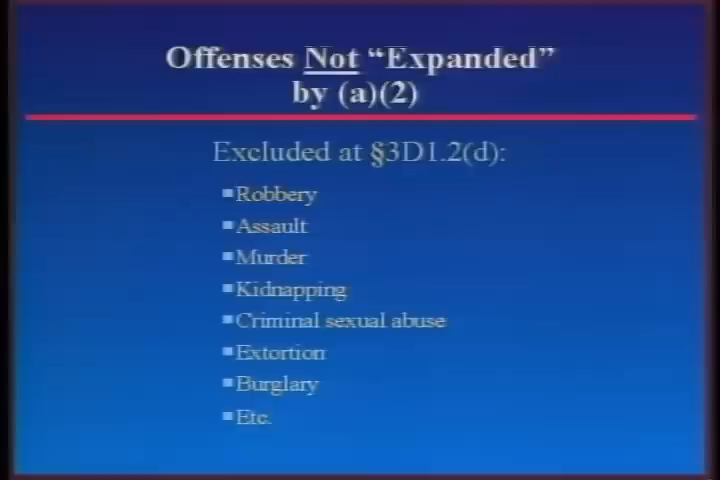 Offenses Not “Expanded”
by (a)(2)
Excluded at §3D1.2(d):
Robbery
Assault
Murder
Kidnapping
Criminal sexual abuse
Extortion
Burglary
Etc.